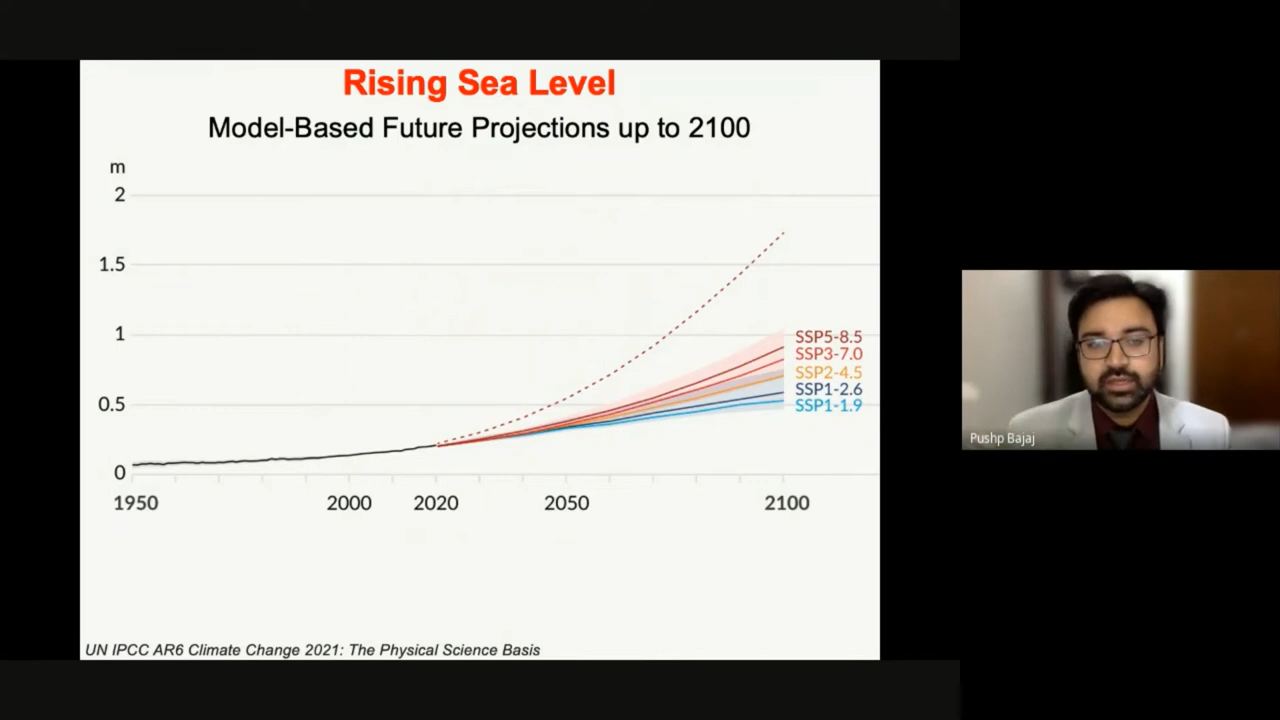 Rising Sea Level
Model-Based Future Projections up to 2100
m
2
1.5
1
0.5
0
SSP5-8.5
SSP3-7.0
SSP2-4.5
SSP1-2.6
SSP1-1.9
1950 2000 2020 2050 2100
UN IPCC AR6 Climate Change 2021: The Physical Science Basis
Pushp Bajaj